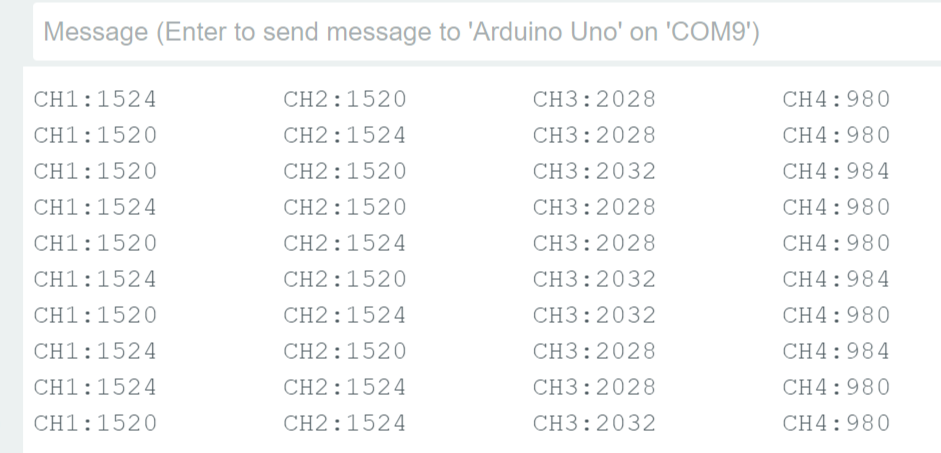 Message (Enter to send message to 'Arduino Uno' on 'COM9')
CH1:1524 CH2:1520 CH3:2028 CH4:980
CH1:1520 CH2:1524 CH3:2028 CH4:980
CH1:1520 CH2:1520 CH3:2032 CH4:984
CH1:1524 CH2:1520 CH3:2028 CH4:980
CH1:1520 CH2:1524 CH3:2028 CH4:980
CH1:1524 CH2:1520 CH3:2032 CH4:984
CH1:1520 CH2:1524 CH3:2032 CH4:980
CH1:1524 CH2:1520 CH3:2028 CH4:984
CH1:1524 CH2:1524 CH3:2028 CH4:980
CH1:1520 CH2:1524 CH3:2032 CH4:980